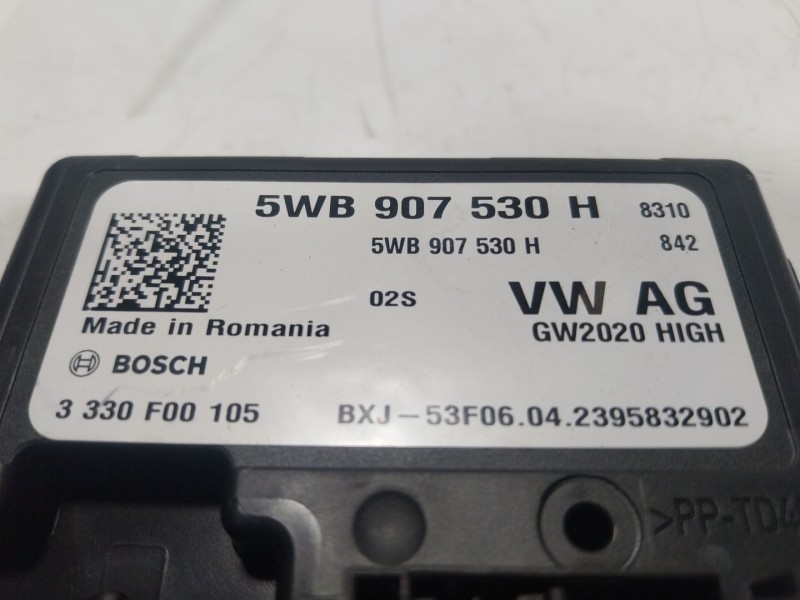 5WB 907 530 H 8310
5WB 907 530 H 842
02S VW AG
Made in Romania GW2020 HIGH
BOSCH
3 330 F00 105 BXJ-53F06.04.2395832902